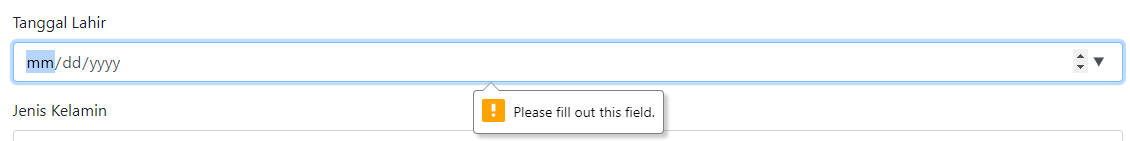 Tanggal Lahir
mm/dd/yyyy
Please fill out this field.
Jenis Kelamin